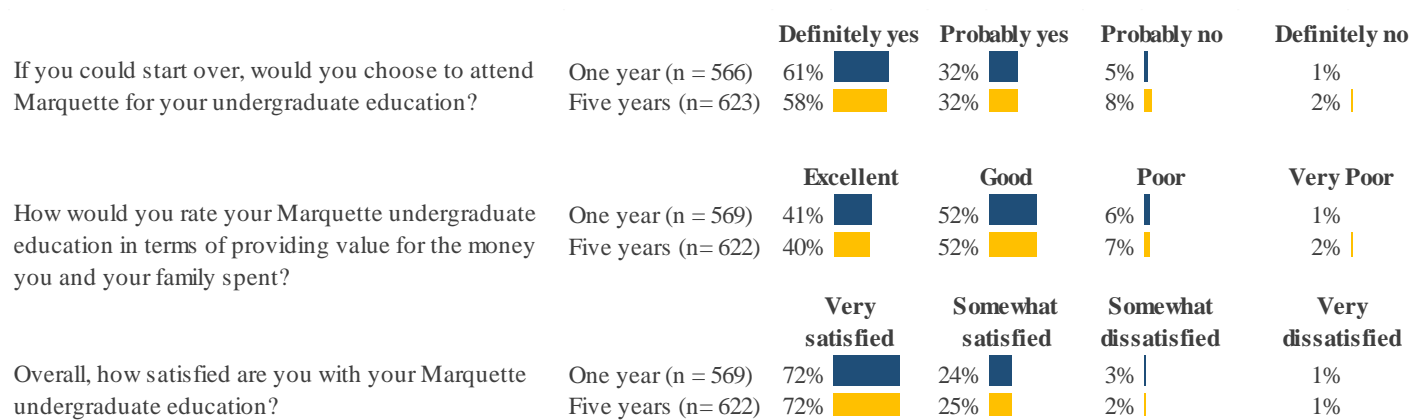 Definitely yes Probably yes Probably no Definitely no
If you could start over, would you choose to attend One year (n = 566) 61% 32% 5% 1%
Marquette for your undergraduate education? Five years (n= 623) 58% 32% 8% 2%
Excellent Good Poor Very Poor
How would you rate your Marquette undergraduate One year (n = 569) 41% 52% 6% 1%
education in terms of providing value for the money Five years (n= 622) 40% 52% 7% 2%
you and your family spent?
Very Somewhat Somewhat Very
satisfied satisfied dissatisfied dissatisfied
Overall, how satisfied are you with your Marquette One year (n = 569) 72% 24% 3% 1%
undergraduate education? Five years (n= 622) 72% 25% 2% 1%